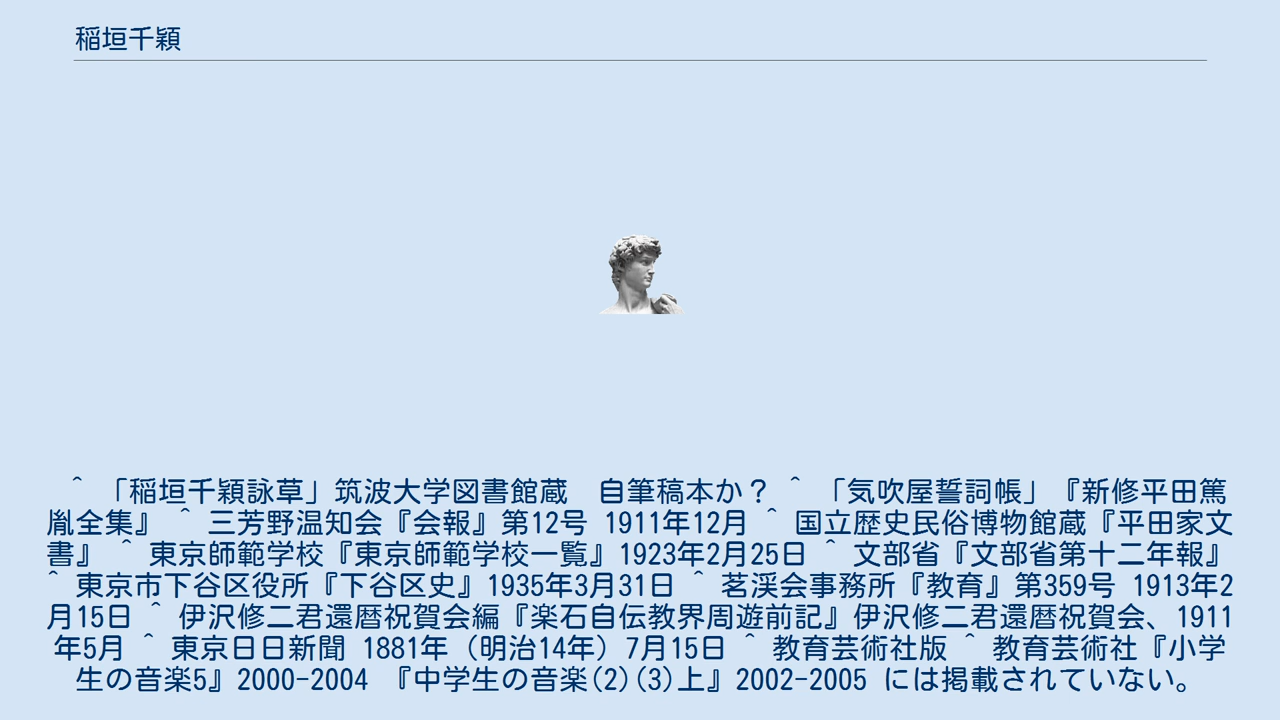 稲垣千穎
^ 「稲垣千穎詠草」筑波大学図書館蔵　自筆稿本か？ ^ 「気吹屋誓詞帳」『新修平田篤
胤全集』 ^ 三芳野温知会『会報』第12号 1911年12月 ^ 国立歴史民俗博物館蔵『平田家文
書』 ^ 東京師範学校『東京師範学校一覧』1923年2月25日 ^ 文部省『文部省第十二年報』
^ 東京市下谷区役所『下谷区史』1935年3月31日 ^ 茗渓会事務所『教育』第359号 1913年2
月15日 ^ 伊沢修二君還暦祝賀会編『楽石自伝教界周遊前記』伊沢修二君還暦祝賀会、1911
年5月 ^ 東京日日新聞 1881年（明治14年）7月15日 ^ 教育芸術社版 ^ 教育芸術社『小学
生の音楽5』2000-2004 『中学生の音楽(2)(3)上』2002-2005 には掲載されていない。